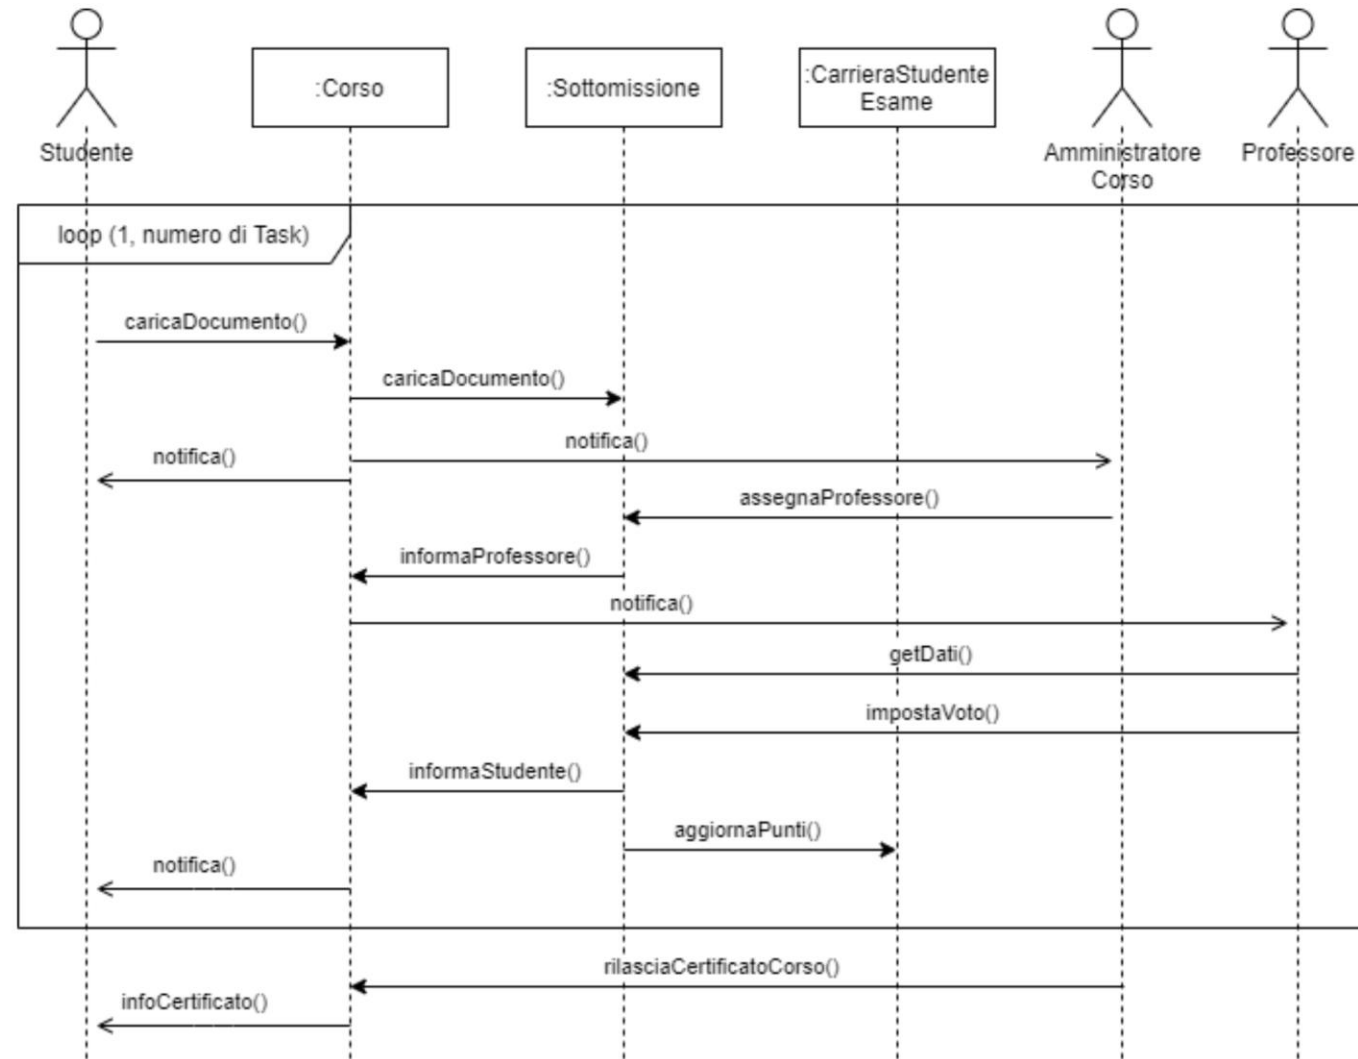 :Corso
:Sottomissione
:CarrieraStudente
Esame
Studente
Amministratore
Corso
Professore
loop (1, numero di Task)
caricaDocumento()
caricaDocumento()
notifica()
notifica()
assegnaProfessore()
informaProfessore()
notifica()
getDati()
impostaVoto()
informaStudente()
aggiornaPunti()
notifica()
rilasciaCertificatoCorso()
infoCertificato()